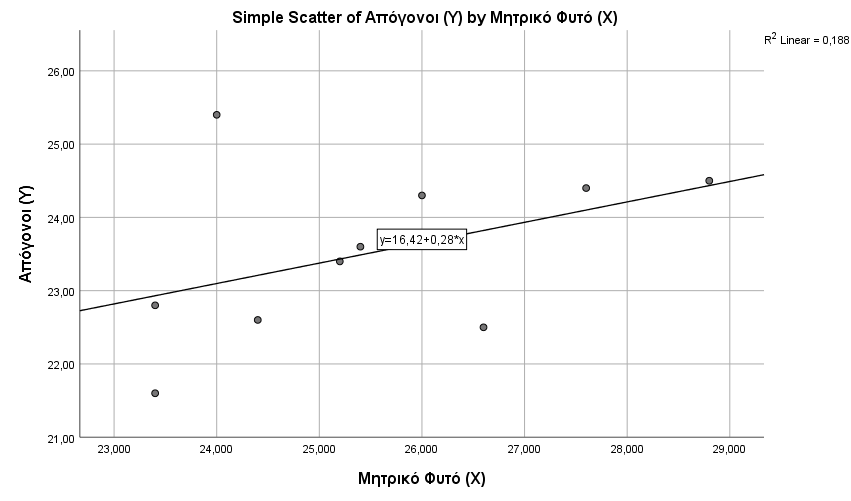 Simple Scatter of Απόγονοι (Y) by Μητρικό Φυτό (X)
R2 Linear = 0,188
26,00
25,00
24,00
23,00
22,00
21,00
Απόγονοι (Y)
y=16,42+0,28*x
23,000 24,000 25,000 26,000 27,000 28,000 29,000
Μητρικό Φυτό (X)